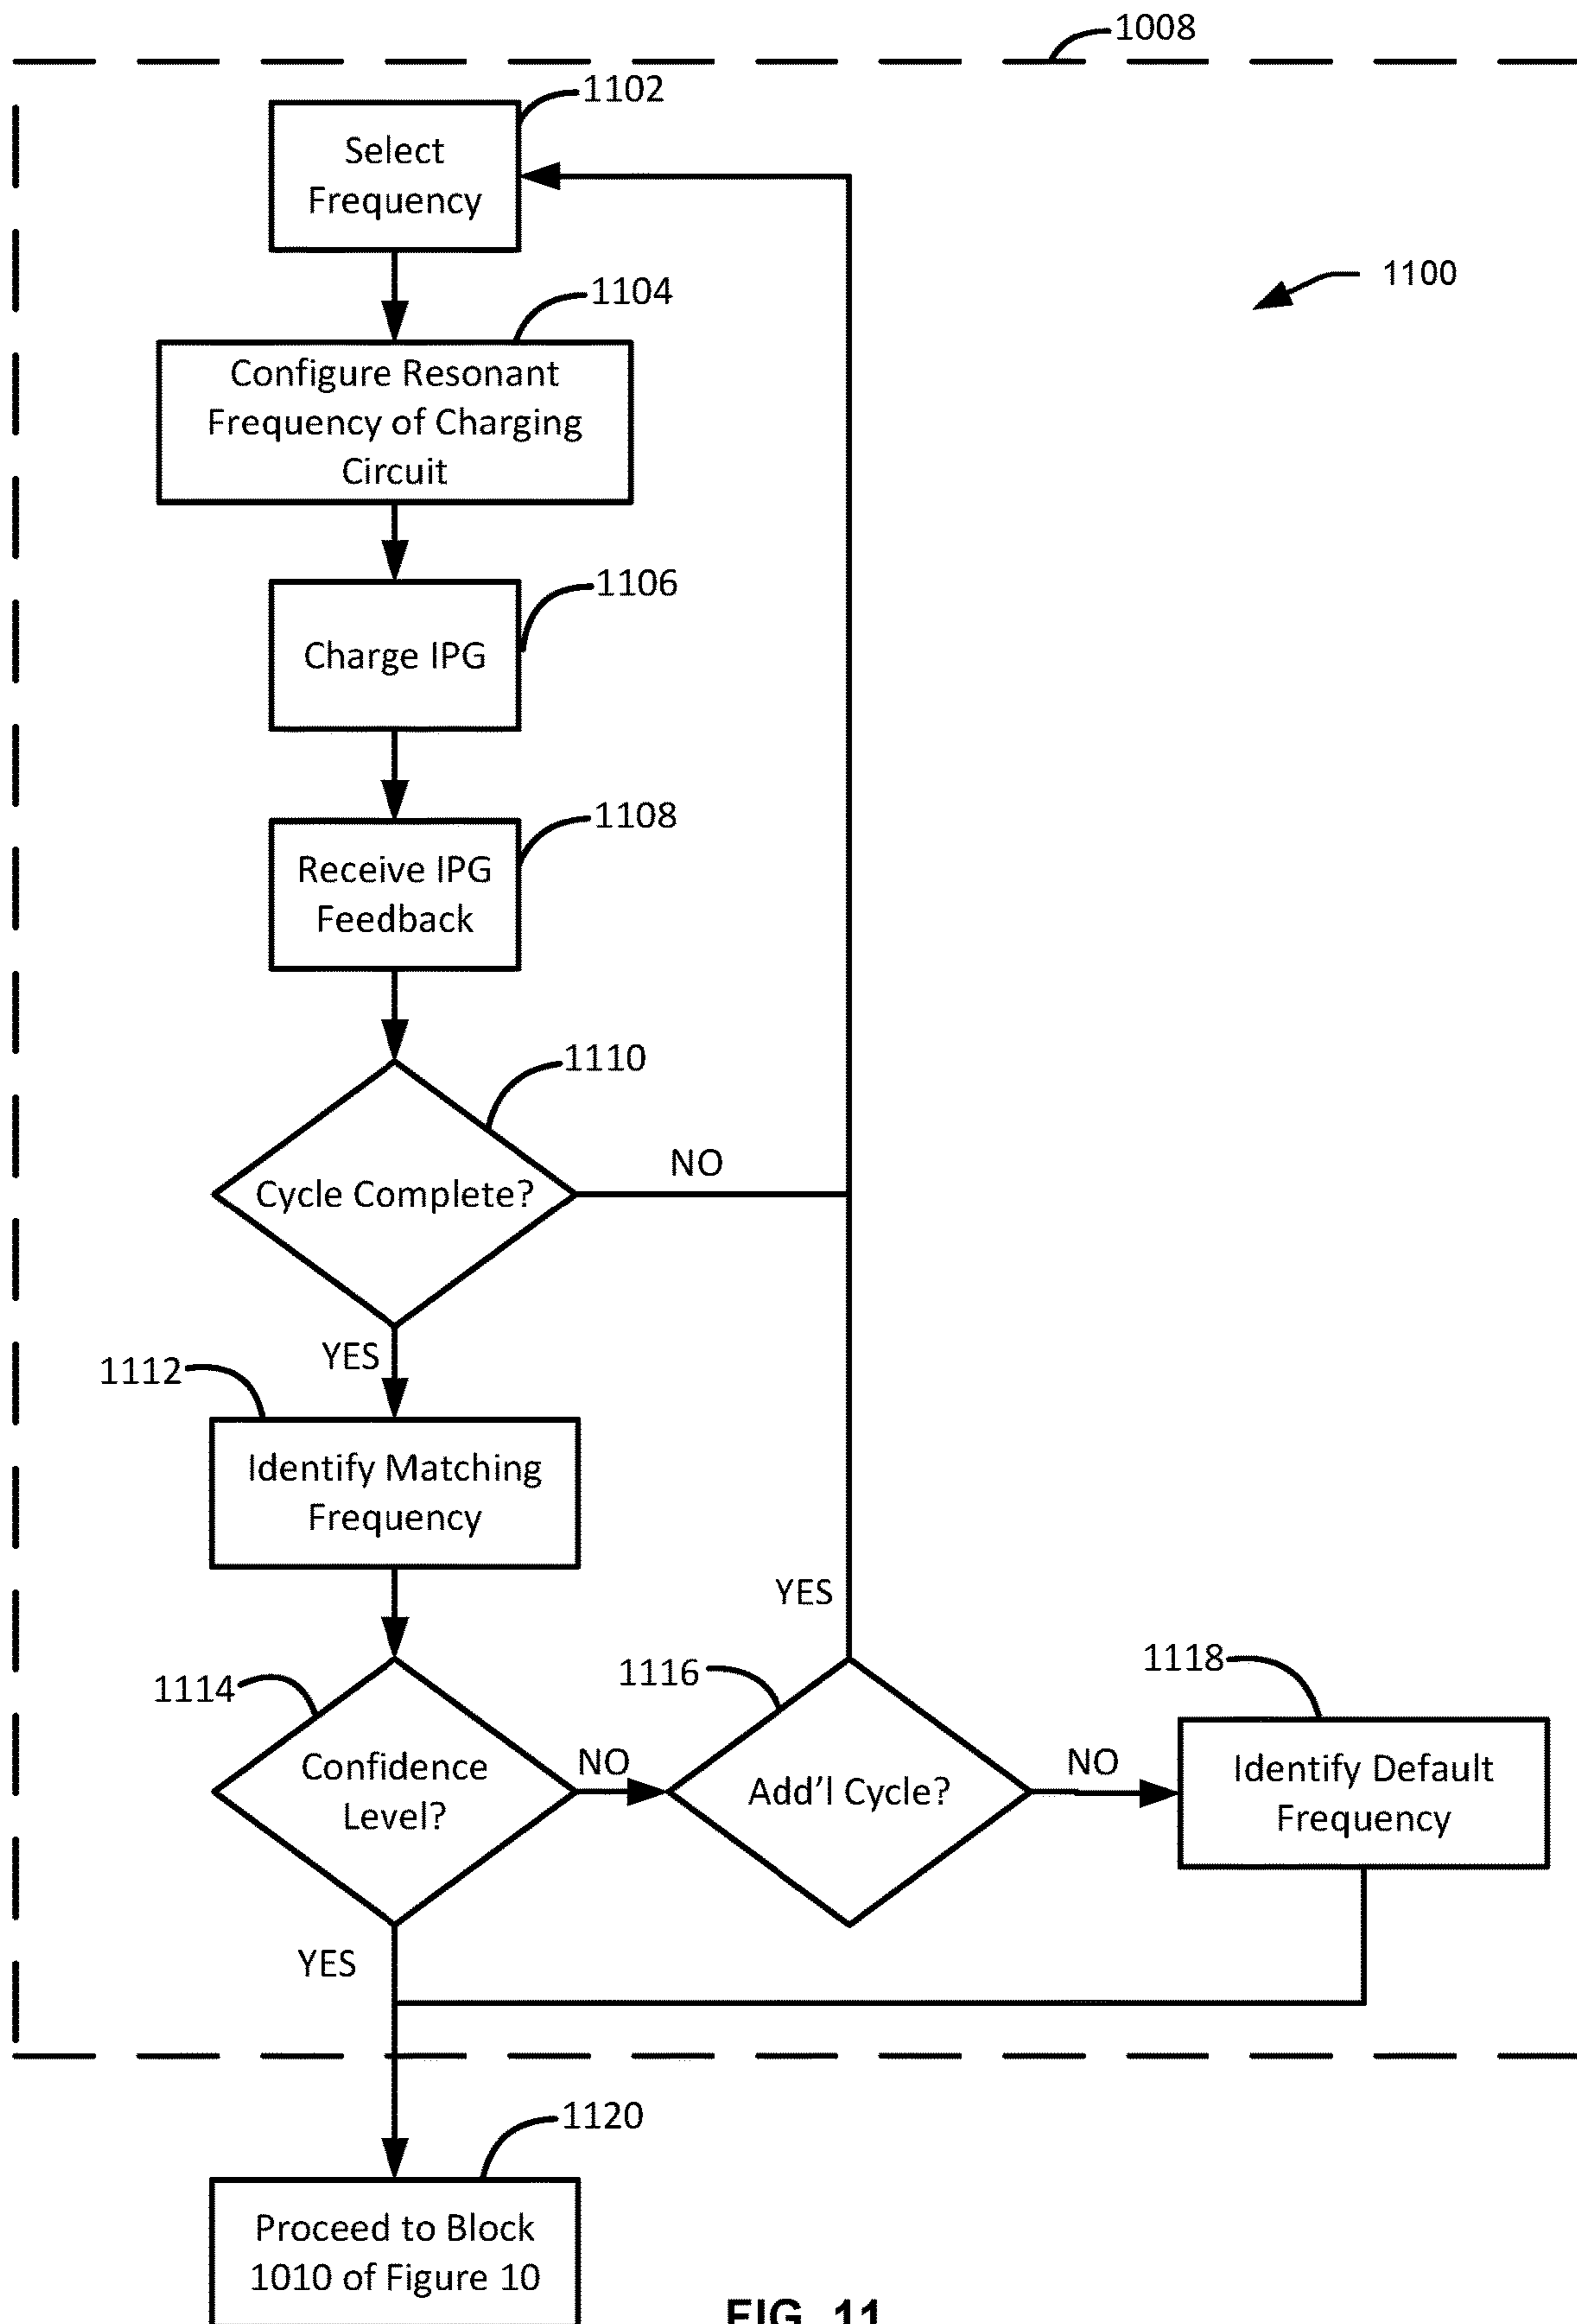 1008
1102
Select
Frequency
1100
1104
Configure Resonant
Frequency of Charging
Circuit
1106
Charge IPG
1108
Receive IPG
Feedback
1110
Cycle Complete?
NO
YES
1112
Identify Matching
Frequency
YES
1114
Confidence
Level?
NO
1116
Add'l Cycle?
NO
1118
Identify Default
Frequency
YES
1120
Proceed to Block
1010 of Figure 10
FIG. 11